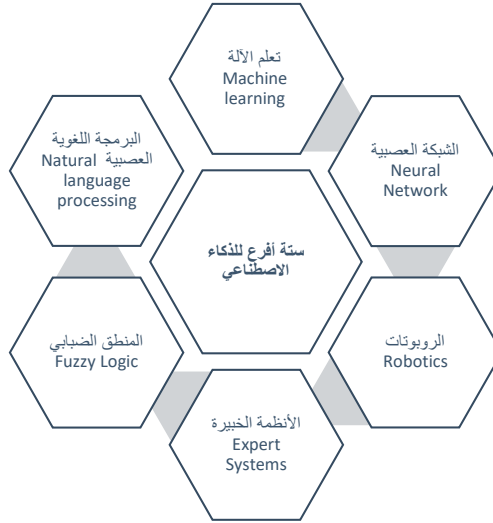 تعلم الآلة
Machine
learning
الشبكة العصبية
Neural
Network
الروبوتات
Robotics
الأنظمة الخبيرة
Expert
Systems
المنطق الضبابي
Fuzzy Logic
البرمجة اللغوية
العصبية Natural
language
processing
ستة أفرع للذكاء
الاصطناعي